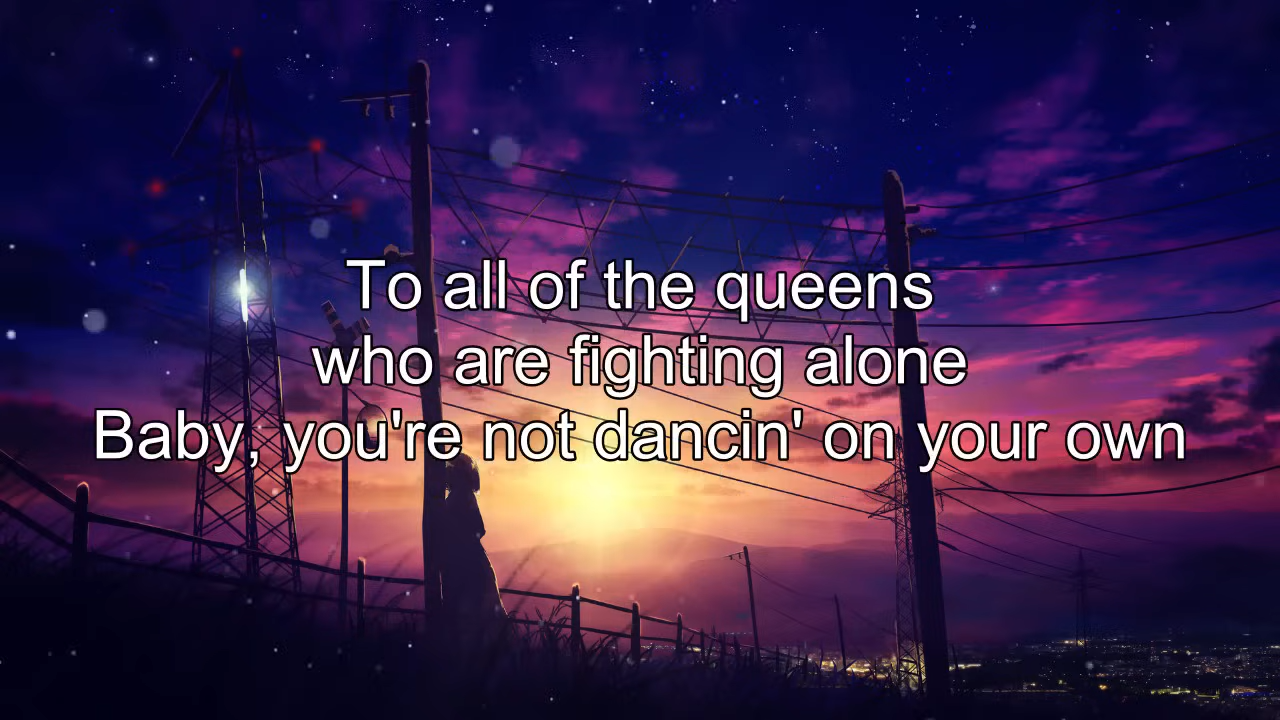 To all of the queens
who are fighting alone
Baby, you're not dancin' on your own